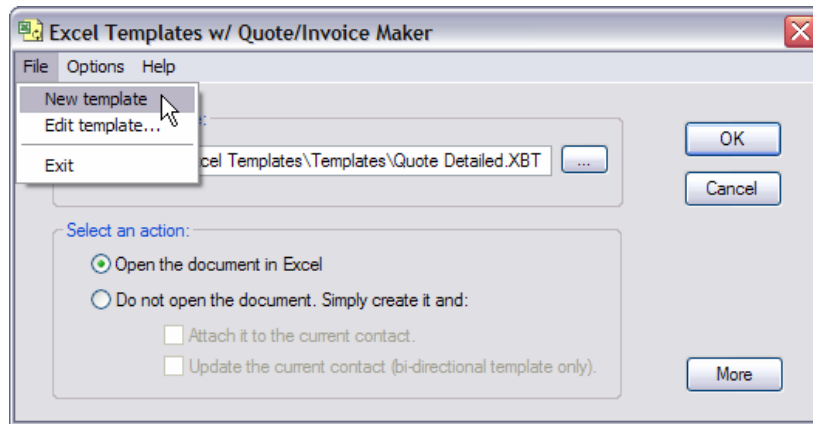 Excel Templates w/ Quote/Invoice Maker
File Options Help
New template
Edit template...
Exit
cel Templates\Templates\Quote Detailed.XBT
...
OK
Cancel
Select an action:
Open the document in Excel
Do not open the document. Simply create it and:
Attach it to the current contact.
Update the current contact (bi-directional template only).
More